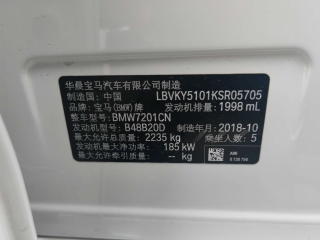 华晨宝马汽车有限公司制造
制造国: 中国 LBVKY5101KSR05705
品牌: 宝马(BMW)牌 发动机排量: 1998 mL
整车型号: BMW7201CN
发动机型号: B48B20D 制造年月: 2018-10
最大允许总质量: 2235 kg 乘坐人数: 5
发动机最大净功率: 185 kW
最大允许牵引质量: -- kg